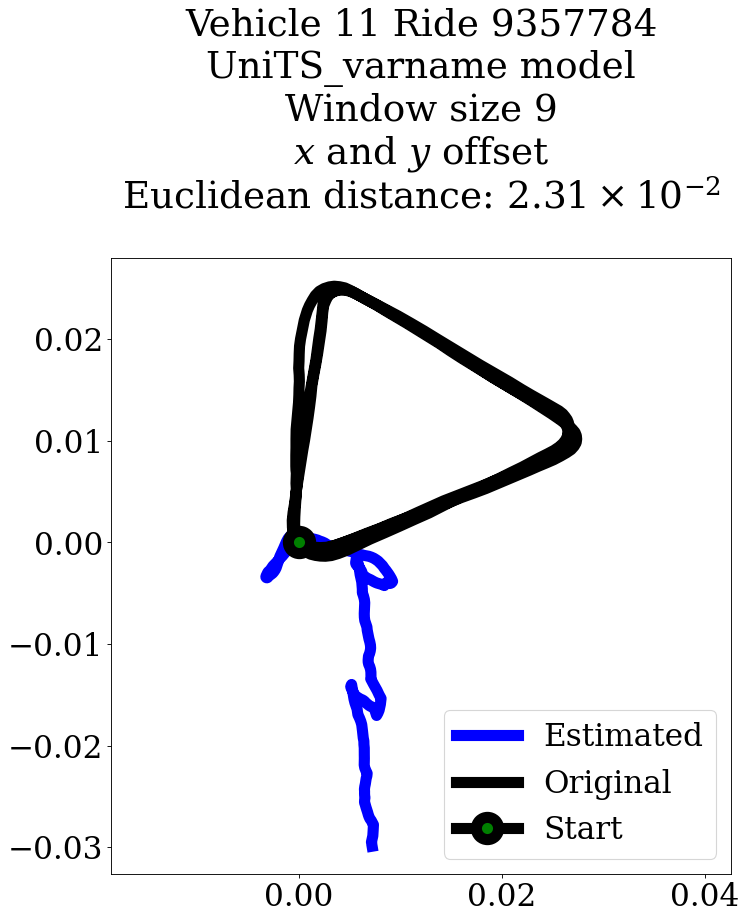 Vehicle 11 Ride 9357784
UniTS_varname model
Window size 9
x and y offset
Euclidean distance: 2.31 × 10⁻²
0.02
0.01
0.00
−0.01
−0.02
−0.03
Estimated
Original
Start
0.00
0.02
0.04